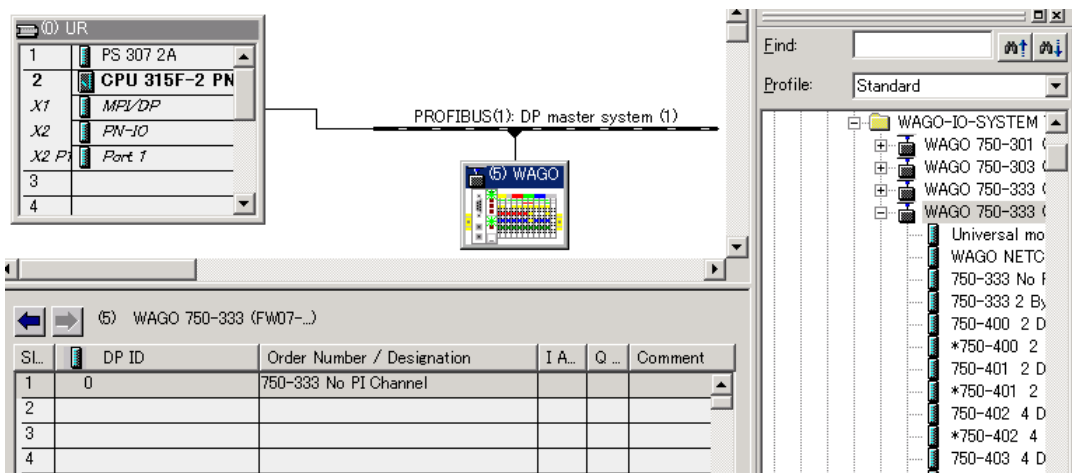 (0) UR
1 PS 307 2A
2 CPU 315F-2 PN
X1 MPI/DP
X2 PN-IO
X2 P1 Port 1
3
4
PROFIBUS(1): DP master system (1)
(5) WAGO
Find:
Profile: Standard
WAGO-IO-SYSTEM
WAGO 750-301 (
WAGO 750-303 (
WAGO 750-333 (
WAGO 750-333 (
Universal mo
WAGO NETC
750-333 No
750-333 2 By
750-400 2 D
*750-400 2
750-401 2 D
*750-401 2
750-402 4 D
*750-402 4
750-403 4 D
(5) WAGO 750-333 (FW07-...)
Sl... DP ID Order Number / Designation I A... Q ... Comment
1 0 750-333 No PI Channel
2
3
4